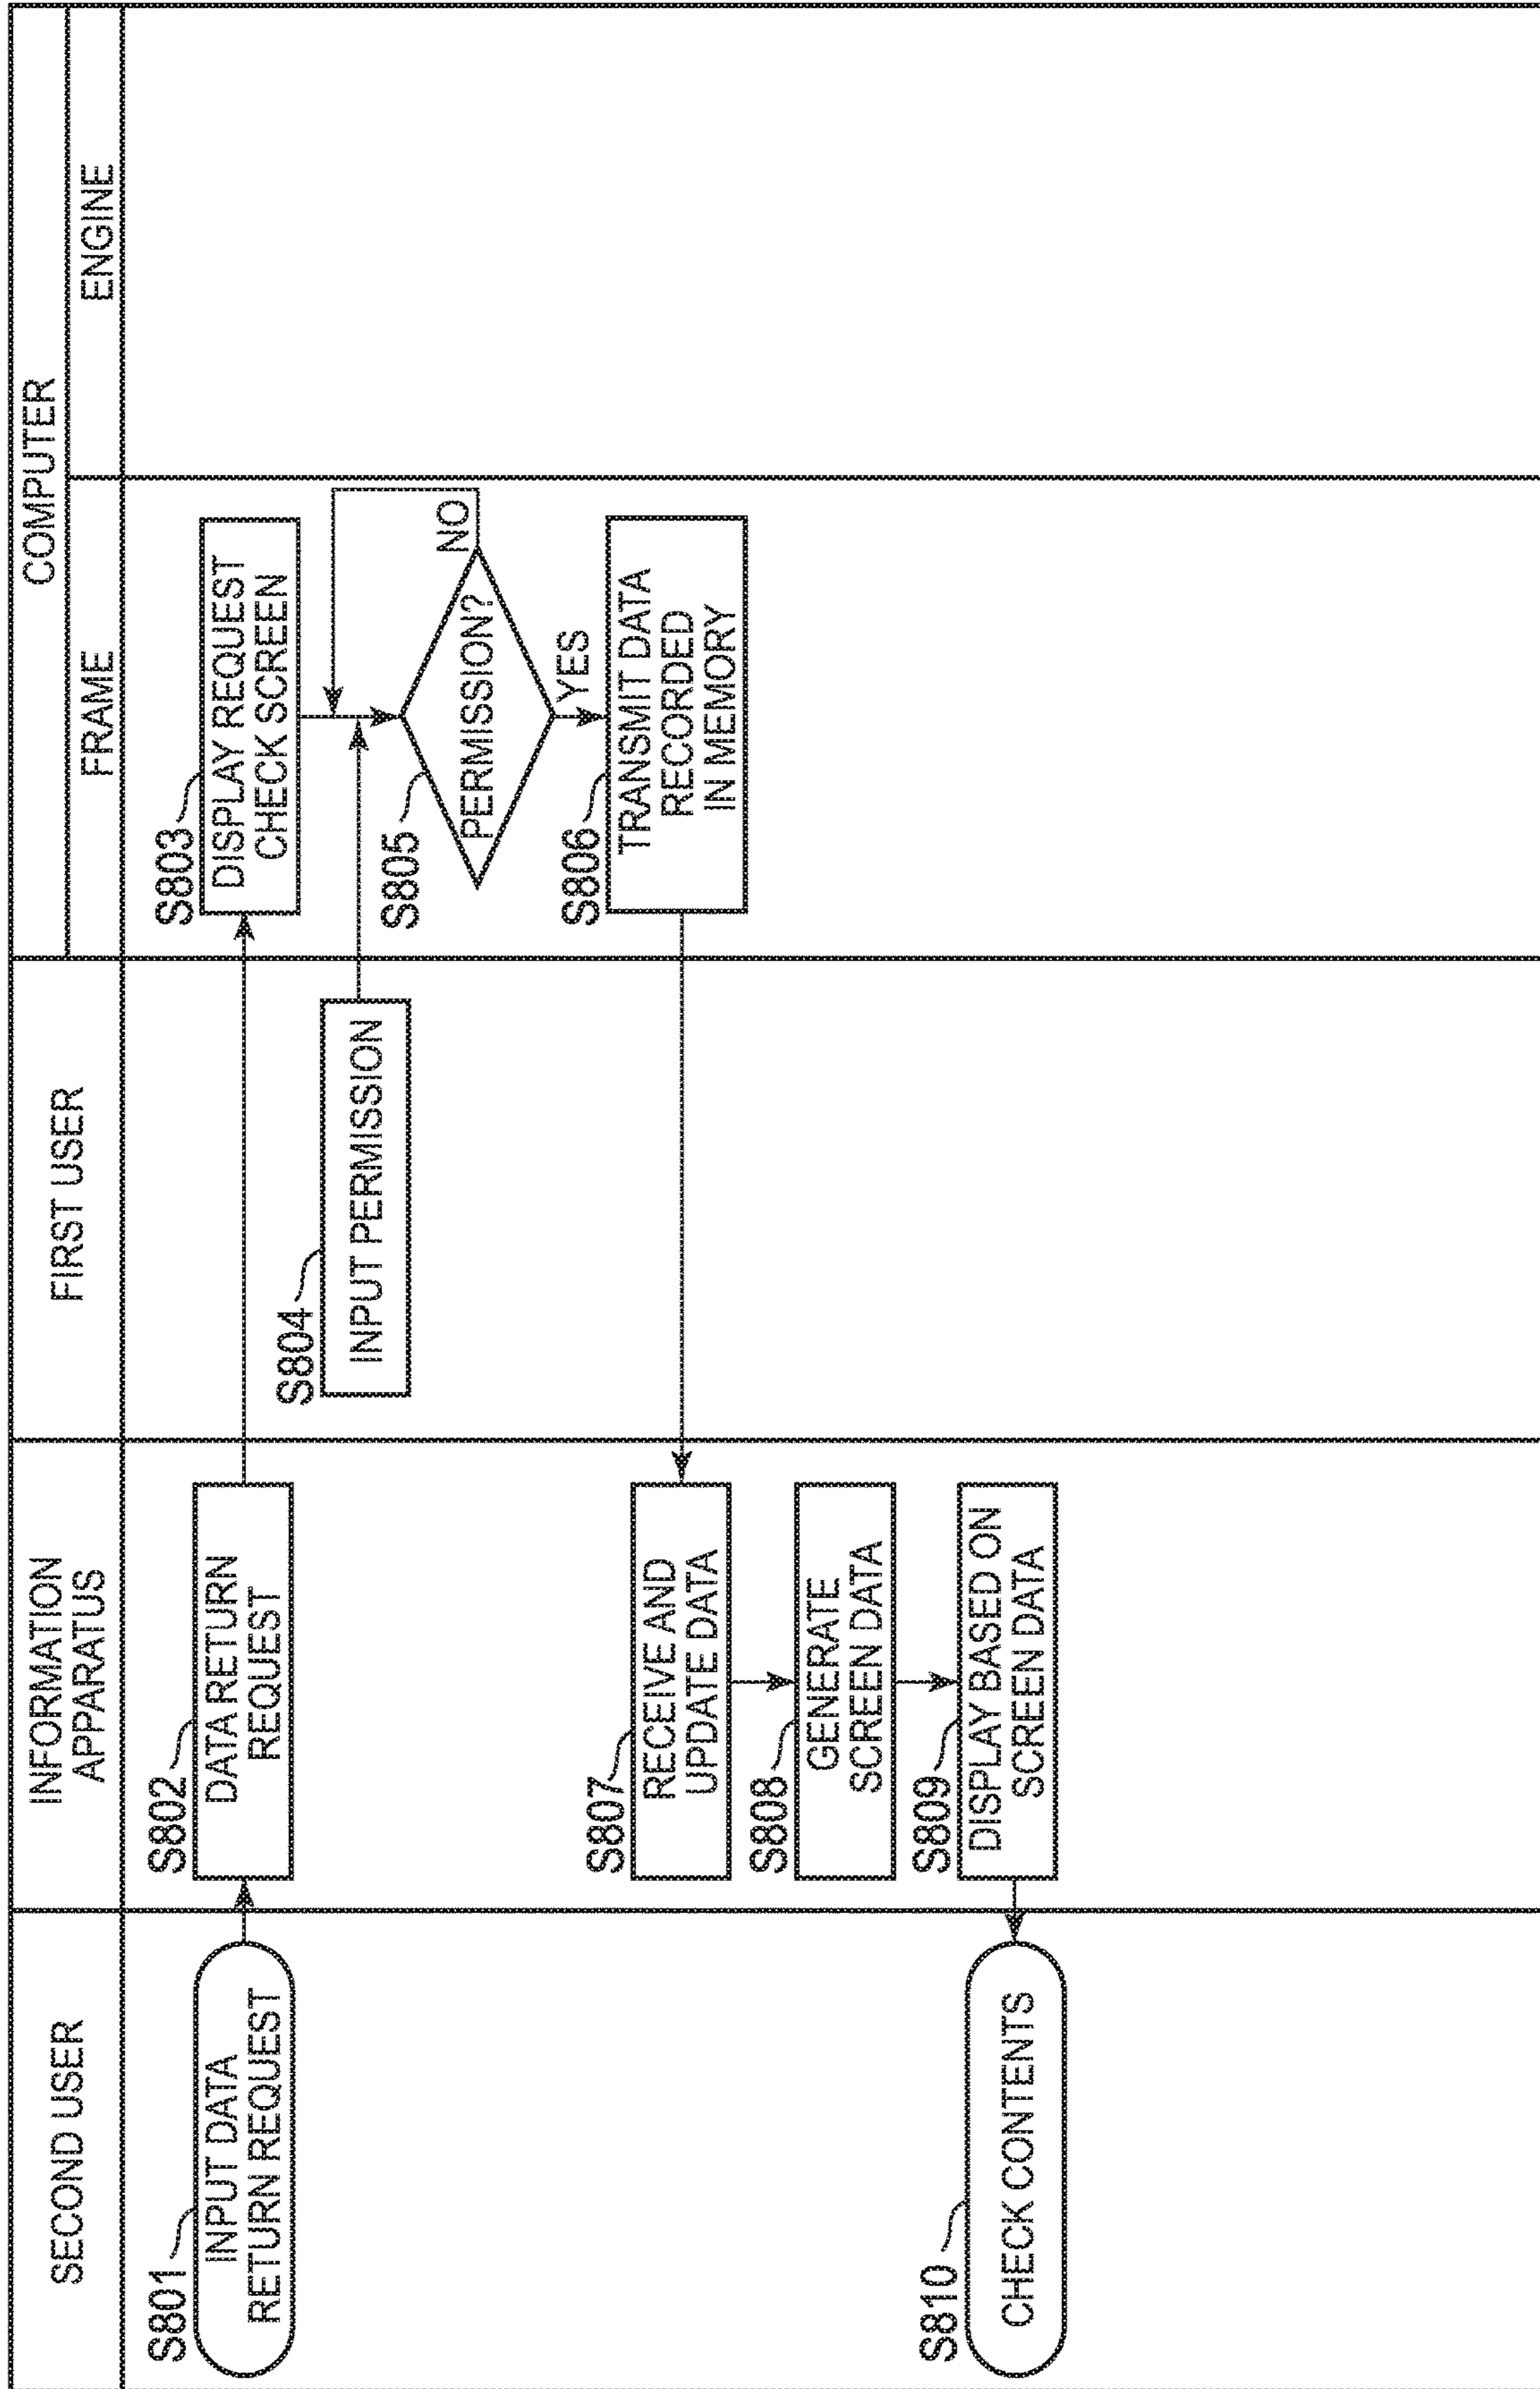 SECOND USER
INFORMATION
APPARATUS
FIRST USER
COMPUTER
FRAME
ENGINE
S801
INPUT DATA
RETURN REQUEST
S802
DATA RETURN
REQUEST
S803
DISPLAY REQUEST
CHECK SCREEN
S804
INPUT PERMISSION
S805
PERMISSION?
NO
YES
S806
TRANSMIT DATA
RECORDED
IN MEMORY
S807
RECEIVE AND
UPDATE DATA
S808
GENERATE
SCREEN DATA
S809
DISPLAY BASED ON
SCREEN DATA
S810
CHECK CONTENTS